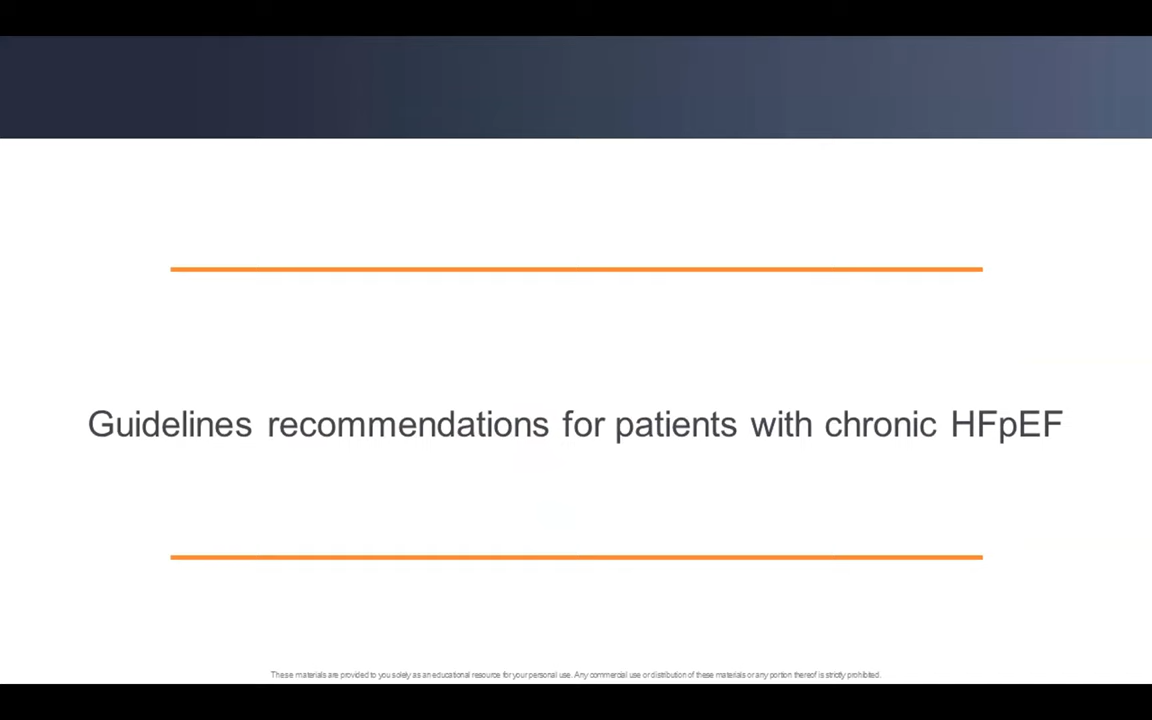 Guidelines recommendations for patients with chronic HFpEF
These materials are provided to you solely as an educational resource for your personal use. Any commercial use or distribution of these materials or any portion thereof is strictly prohibited.